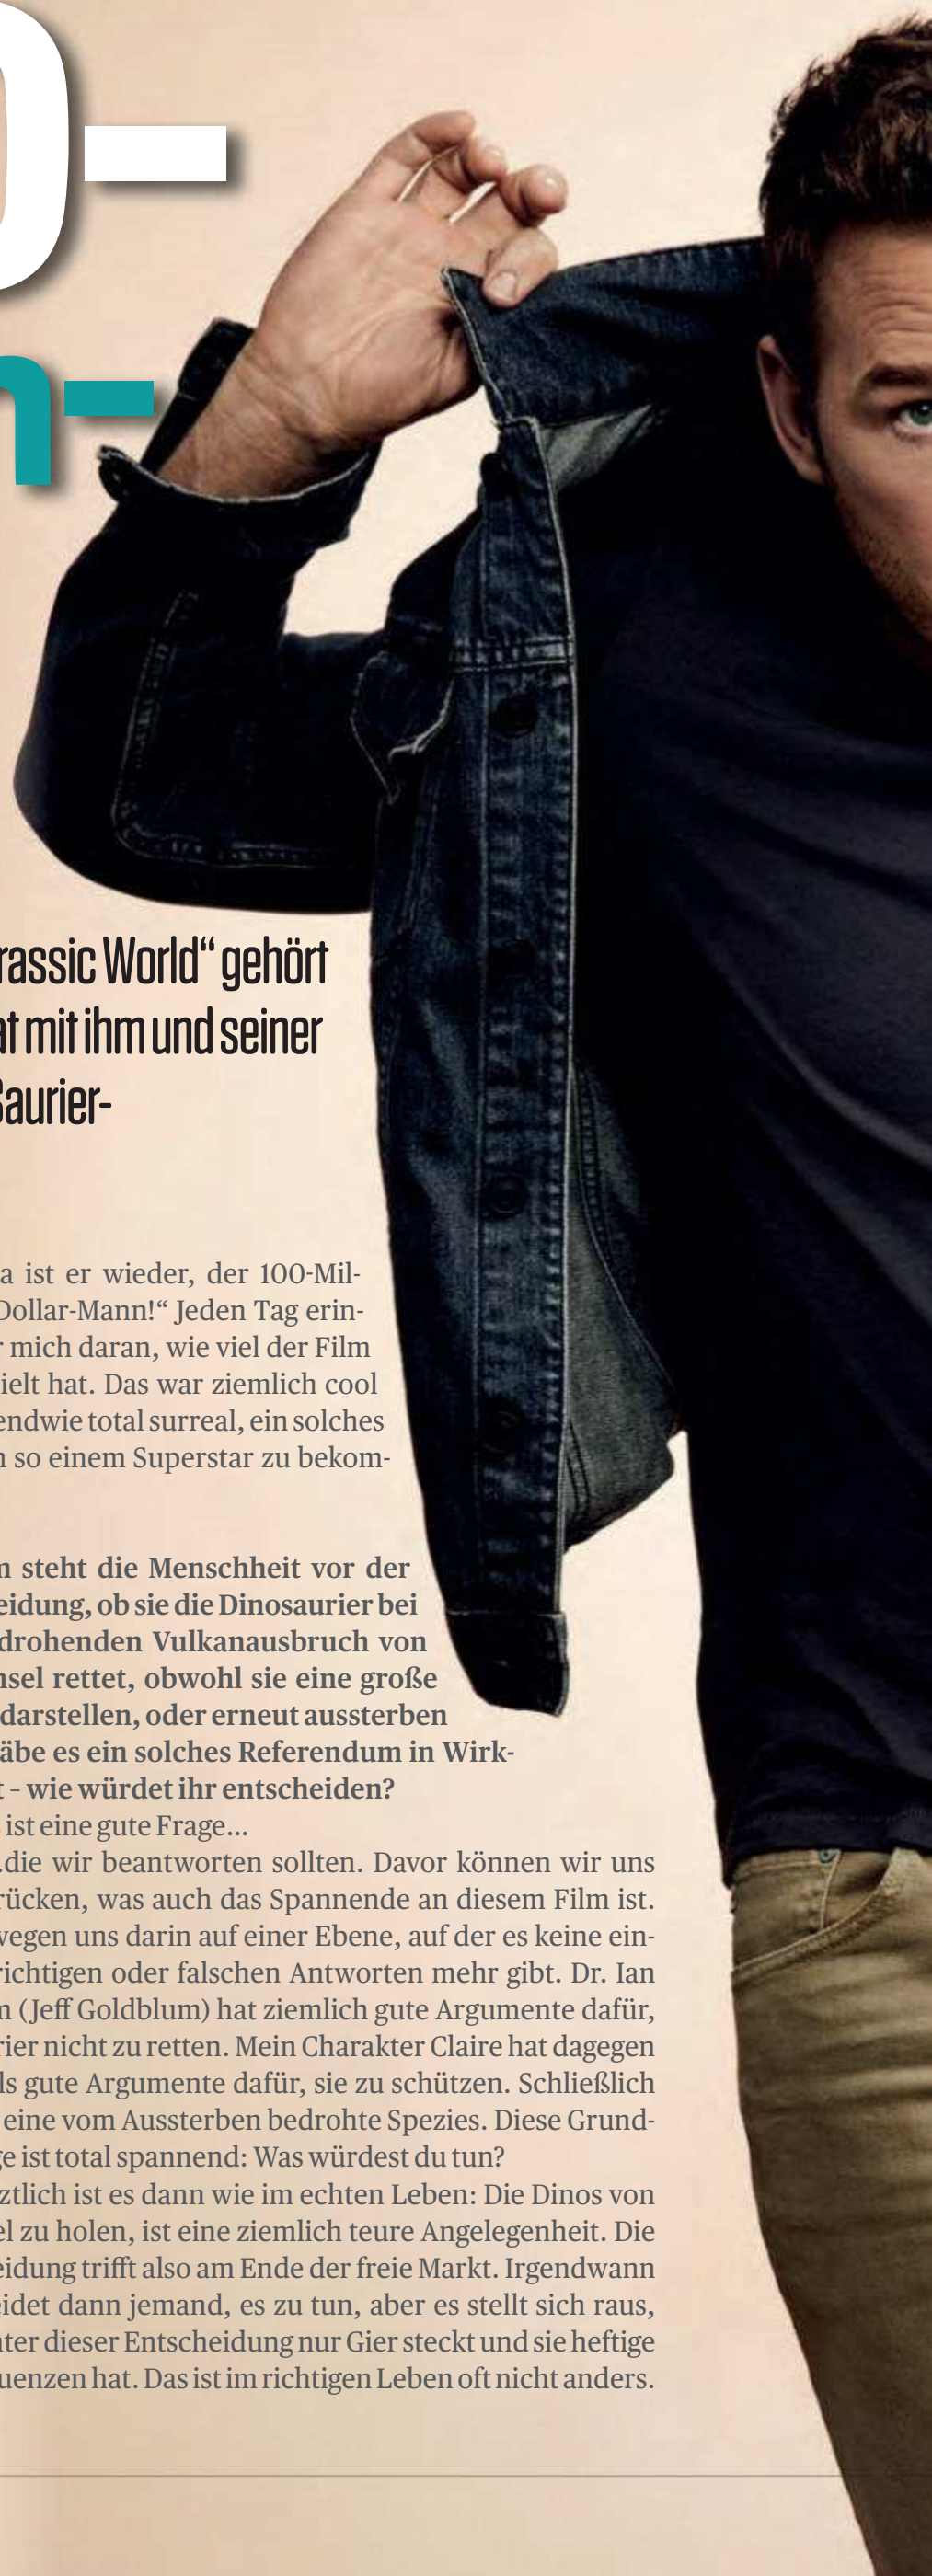 0-
n-
rassic World“ gehört
at mit ihm und seiner
Saurier-
a ist er wieder, der 100-Mil-
Dollar-Mann!“ Jeden Tag erin-
r mich daran, wie viel der Film
ielt hat. Das war ziemlich cool
endwie total surreal, ein solches
n so einem Superstar zu bekom-
n steht die Menschheit vor der
eidung, ob sie die Dinosaurier bei
drohenden Vulkanausbruch von
nsel rettet, obwohl sie eine große
darstellen, oder erneut aussterben
äbe es ein solches Referendum in Wirk-
t – wie würdet ihr entscheiden?
ist eine gute Frage...
.die wir beantworten sollten. Davor können wir uns
rücken, was auch das Spannende an diesem Film ist.
wegen uns darin auf einer Ebene, auf der es keine ein-
richtigen oder falschen Antworten mehr gibt. Dr. Ian
n (Jeff Goldblum) hat ziemlich gute Argumente dafür,
rier nicht zu retten. Mein Charakter Claire hat dagegen
ls gute Argumente dafür, sie zu schützen. Schließlich
eine vom Aussterben bedrohte Spezies. Diese Grund-
ge ist total spannend: Was würdest du tun?
ztlich ist es dann wie im echten Leben: Die Dinos von
el zu holen, ist eine ziemlich teure Angelegenheit. Die
eidung trifft also am Ende der freie Markt. Irgendwann
eidet dann jemand, es zu tun, aber es stellt sich raus,
nter dieser Entscheidung nur Gier steckt und sie heftige
uenzen hat. Das ist im richtigen Leben oft nicht anders.